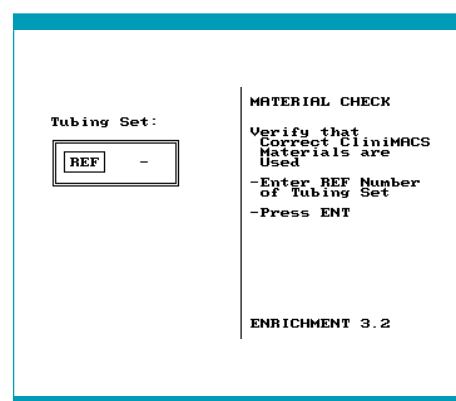 Tubing Set:
REF -
MATERIAL CHECK
Verify that
Correct CliniMACS
Materials are
Used
-Enter REF Number
of Tubing Set
-Press ENT
ENRICHMENT 3.2